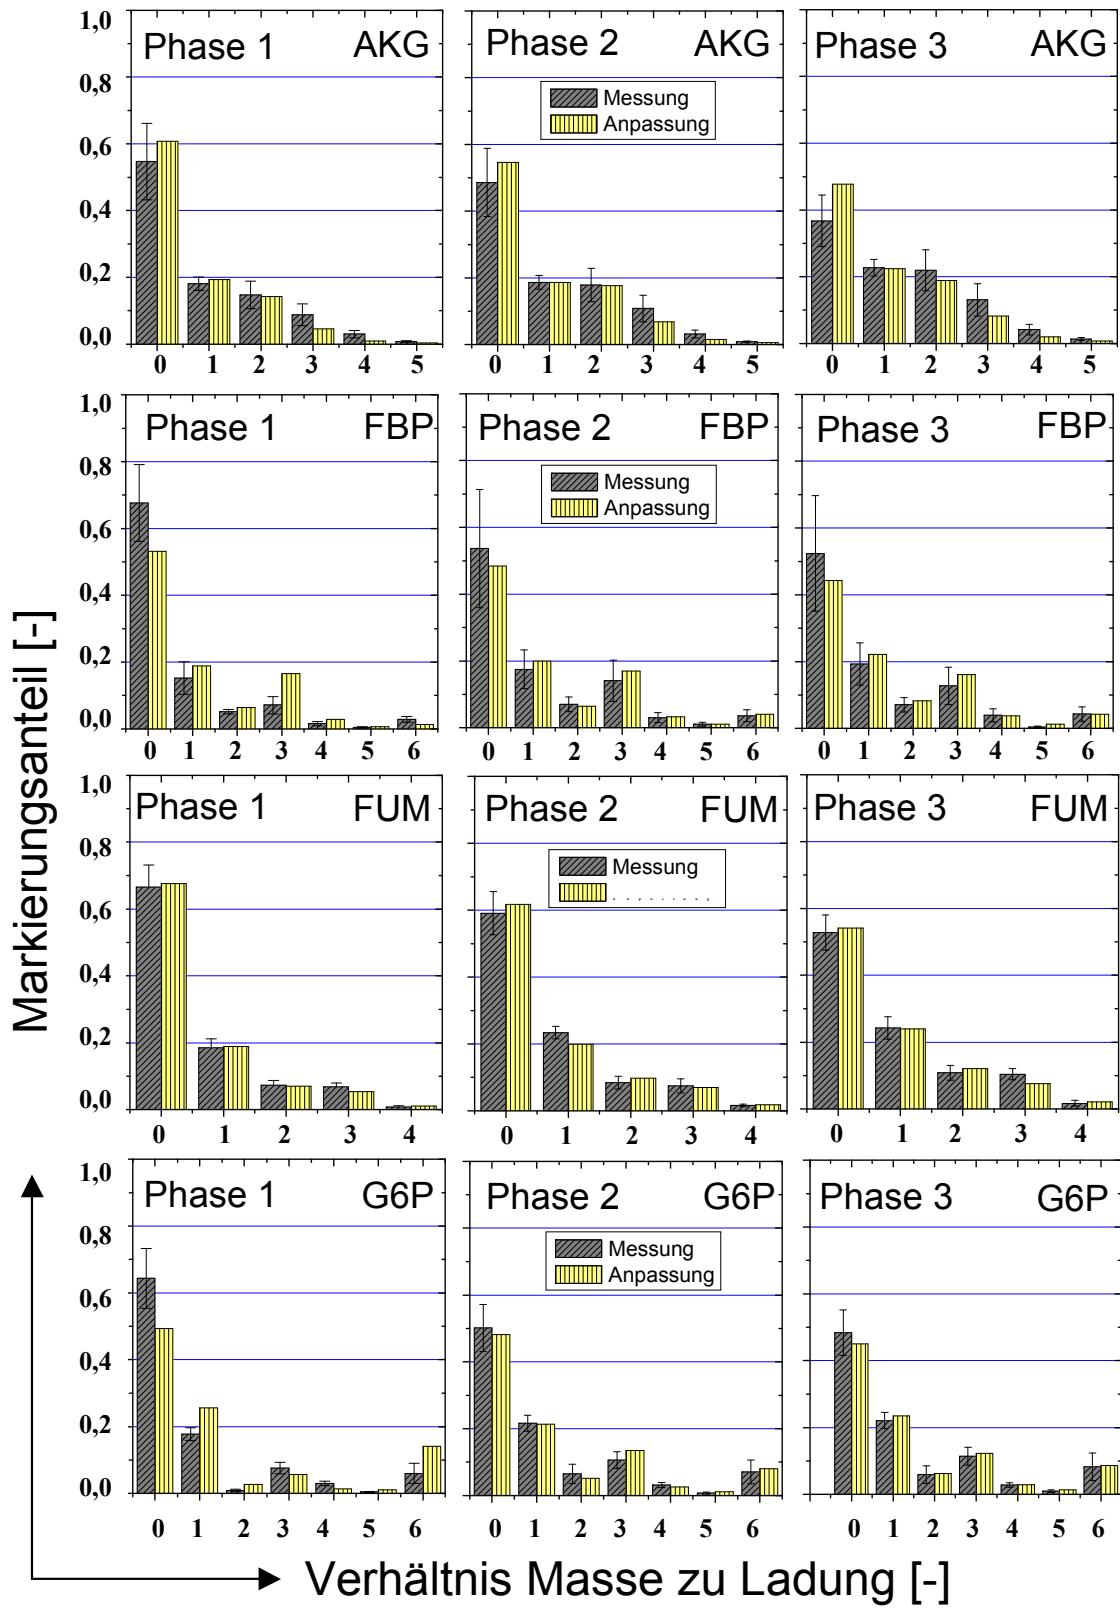 1,0
Phase 1 AKG
Phase 2 AKG
Phase 3 AKG
0,8
Messung
Anpassung
0,6
0,4
0,2
0,0
0 1 2 3 4 5
0 1 2 3 4 5
0 1 2 3 4 5
1,0
Phase 1 FBP
Phase 2 FBP
Phase 3 FBP
0,8
Messung
Anpassung
0,6
0,4
0,2
0,0
0 1 2 3 4 5 6
0 1 2 3 4 5 6
0 1 2 3 4 5 6
Markierungsanteil [-]
1,0
Phase 1 FUM
Phase 2 FUM
Phase 3 FUM
0,8
Messung
0,6
0,4
0,2
0,0
0 1 2 3 4
0 1 2 3 4
0 1 2 3 4
1,0
Phase 1 G6P
Phase 2 G6P
Phase 3 G6P
0,8
Messung
Anpassung
0,6
0,4
0,2
0,0
0 1 2 3 4 5 6
0 1 2 3 4 5 6
0 1 2 3 4 5 6
Verhältnis Masse zu Ladung [-]